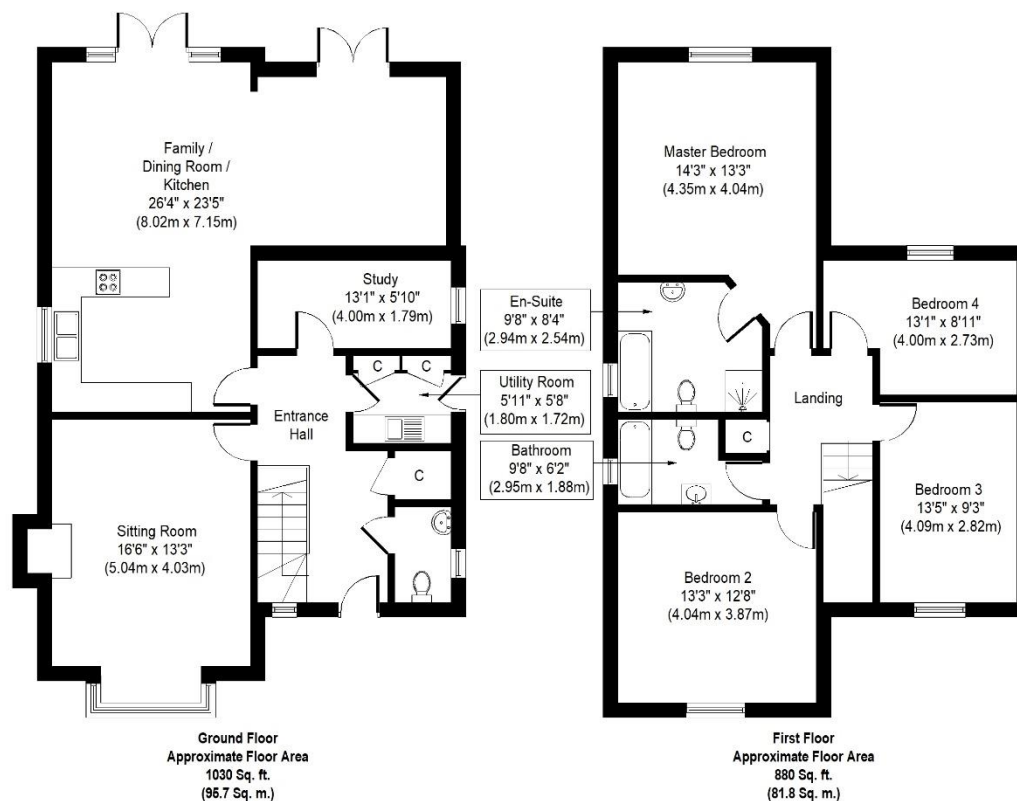 Family /
Dining Room /
Kitchen
26'4" x 23'5"
(8.02m x 7.15m)
Study
13'1" x 5'10"
(4.00m x 1.79m)
C
C
Entrance
Hall
C
Sitting Room
16'6" x 13'3"
(5.04m x 4.03m)
En-Suite
9'8" x 8'4"
(2.94m x 2.54m)
Utility Room
5'11" x 5'8"
(1.80m x 1.72m)
Bathroom
9'8" x 6'2"
(2.95m x 1.88m)
Master Bedroom
14'3" x 13'3"
(4.35m x 4.04m)
Bedroom 4
13'1" x 8'11"
(4.00m x 2.73m)
Landing
C
Bedroom 3
13'5" x 9'3"
(4.09m x 2.82m)
Bedroom 2
13'3" x 12'8"
(4.04m x 3.87m)
Ground Floor
Approximate Floor Area
1030 Sq. ft.
(95.7 Sq. m.)
First Floor
Approximate Floor Area
880 Sq. ft.
(81.8 Sq. m.)